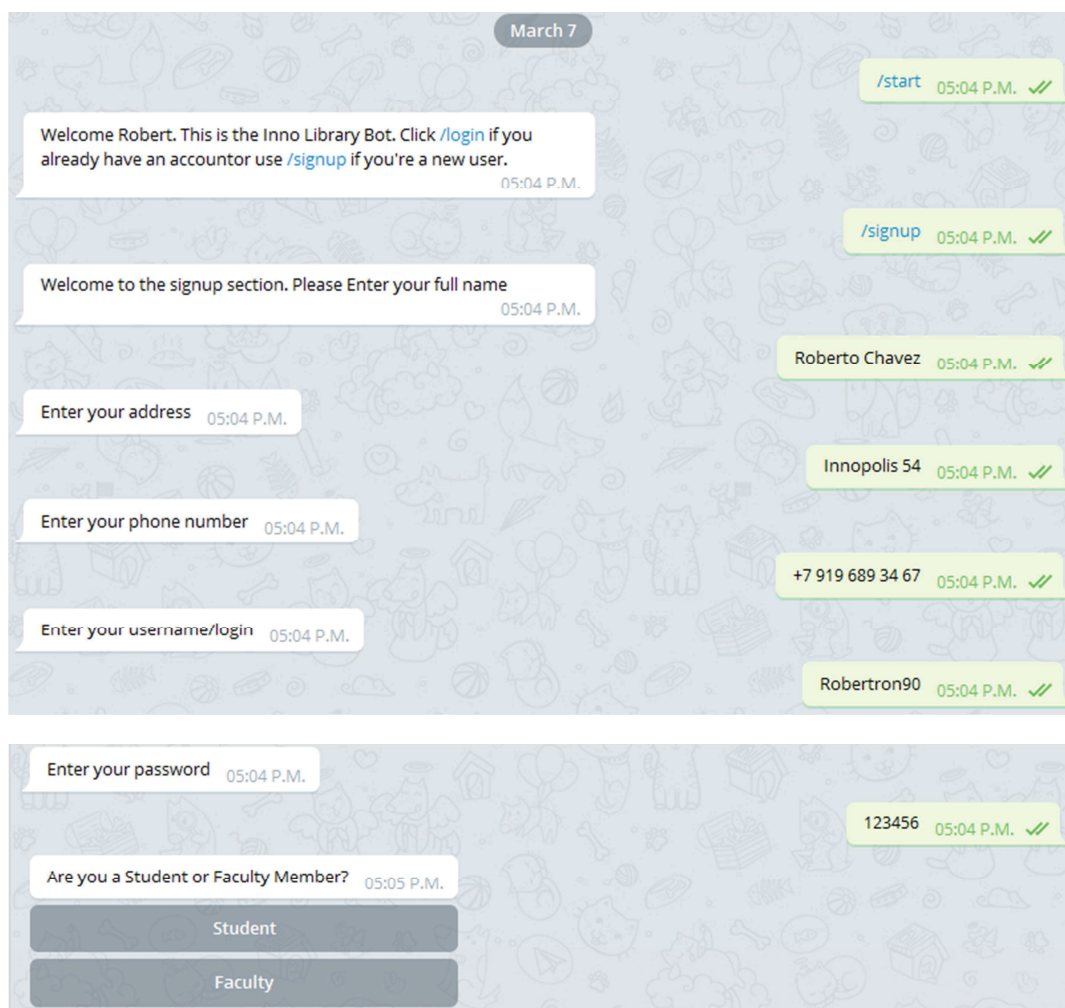 March 7
/start 05:04 P.M.
Welcome Robert. This is the Inno Library Bot. Click /login if you
already have an accountor use /signup if you're a new user.
05:04 P.M.
/signup 05:04 P.M.
Welcome to the signup section. Please Enter your full name
05:04 P.M.
Roberto Chavez 05:04 P.M.
Enter your address 05:04 P.M.
Innopolis 54 05:04 P.M.
Enter your phone number 05:04 P.M.
+7 919 689 34 67 05:04 P.M.
Enter your username/login 05:04 P.M.
Robertron90 05:04 P.M.
Enter your password 05:04 P.M.
123456 05:04 P.M.
Are you a Student or Faculty Member? 05:05 P.M.
Student
Faculty